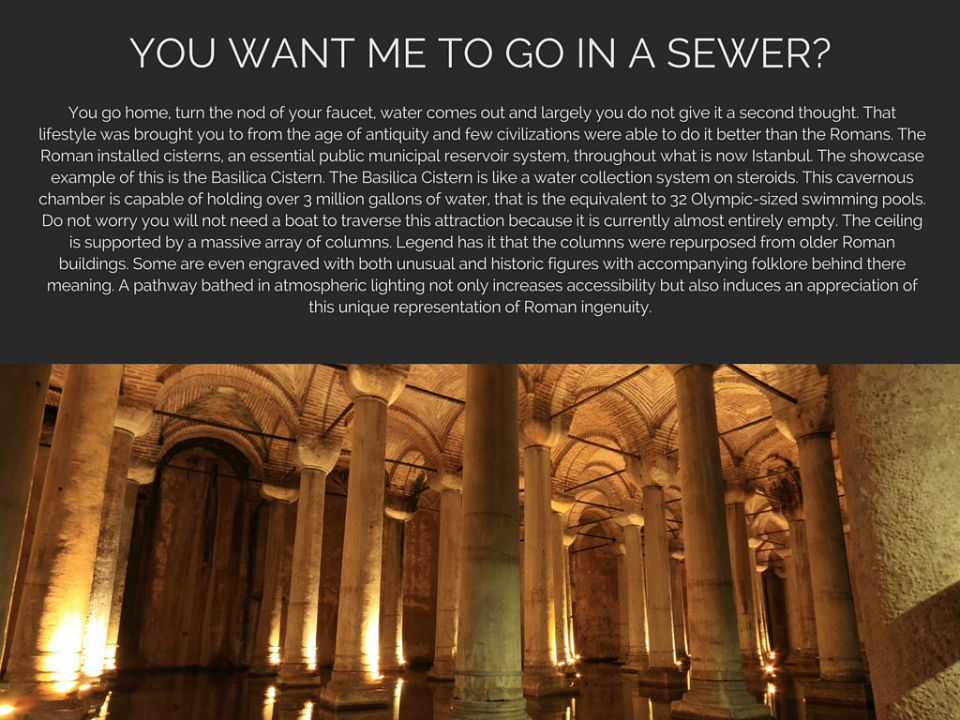 YOU WANT ME TO GO IN A SEWER?
You go home, turn the nod of your faucet, water comes out and largely you do not give it a second thought. That
lifestyle was brought you to from the age of antiquity and few civilizations were able to do it better than the Romans. The
Roman installed cisterns, an essential public municipal reservoir system, throughout what is now Istanbul. The showcase
example of this is the Basilica Cistern. The Basilica Cistern is like a water collection system on steroids. This cavernous
chamber is capable of holding over 3 million gallons of water, that is the equivalent to 32 Olympic-sized swimming pools.
Do not worry you will not need a boat to traverse this attraction because it is currently almost entirely empty. The ceiling
is supported by a massive array of columns. Legend has it that the columns were repurposed from older Roman
buildings. Some are even engraved with both unusual and historic figures with accompanying folklore behind there
meaning. A pathway bathed in atmospheric lighting not only increases accessibility but also induces an appreciation of
this unique representation of Roman ingenuity.